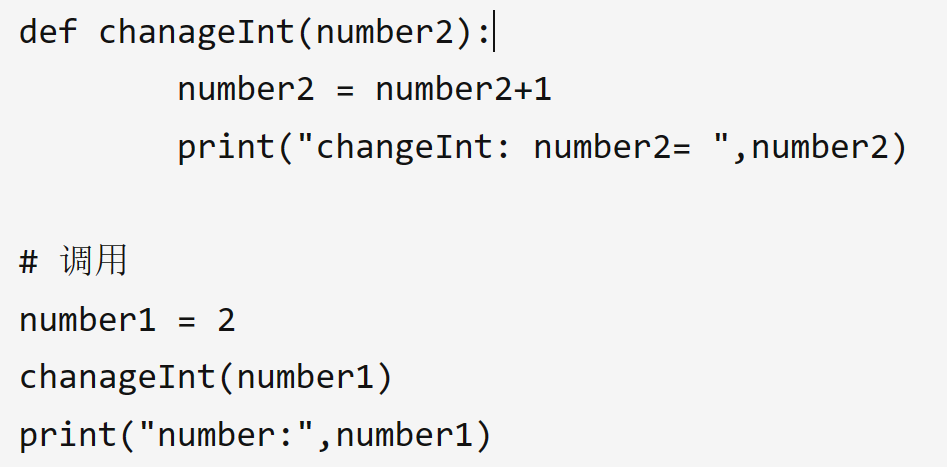 def chanageInt(number2):
        number2 = number2+1
        print("changeInt: number2= ",number2)
# 调用
number1 = 2
chanageInt(number1)
print("number:",number1)